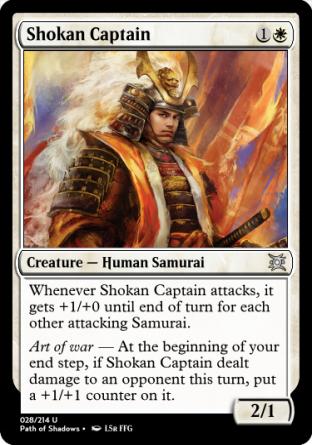 Shokan Captain 1
Creature — Human Samurai
Whenever Shokan Captain attacks, it
gets +1/+0 until end of turn for each
other attacking Samurai.
Art of war — At the beginning of your
end step, if Shokan Captain dealt
damage to an opponent this turn, put
a +1/+1 counter on it.
2/1
028/214 U
Path of Shadows • L5R FFG